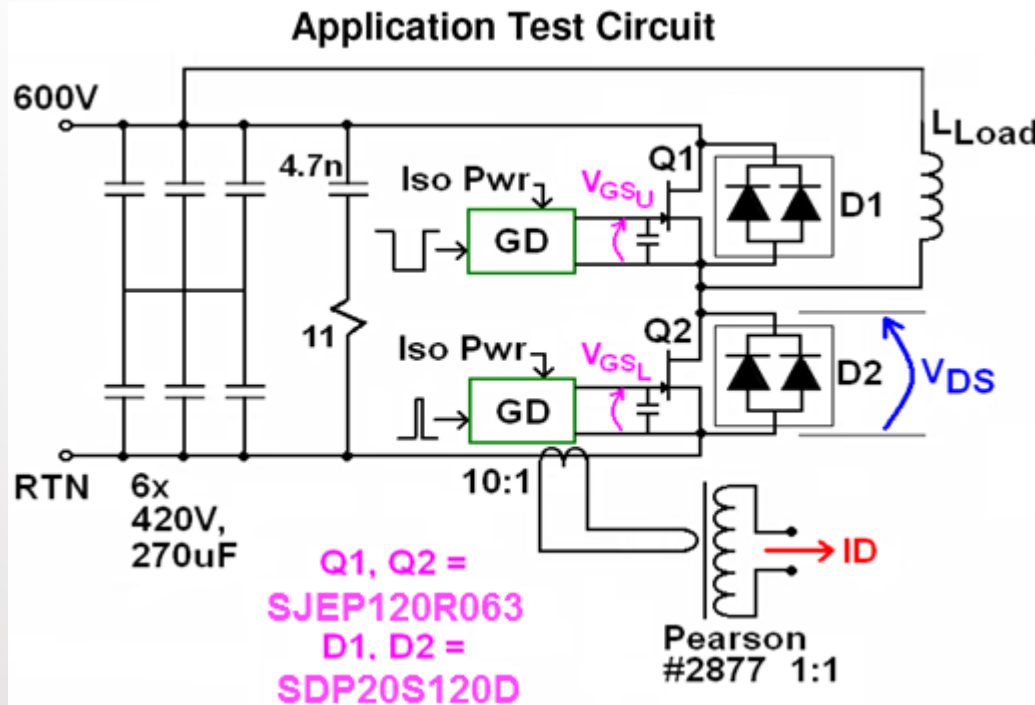 Application Test Circuit
600V
LLoad
4.7n
Iso Pwr
VGSU
Q1
GD
D1
11
Iso Pwr
VGSL
Q2
GD
D2
VDS
RTN
6x
420V,
270uF
10:1
ID
Q1, Q2 =
SJEP120R063
D1, D2 =
SDP20S120D
Pearson
#2877 1:1